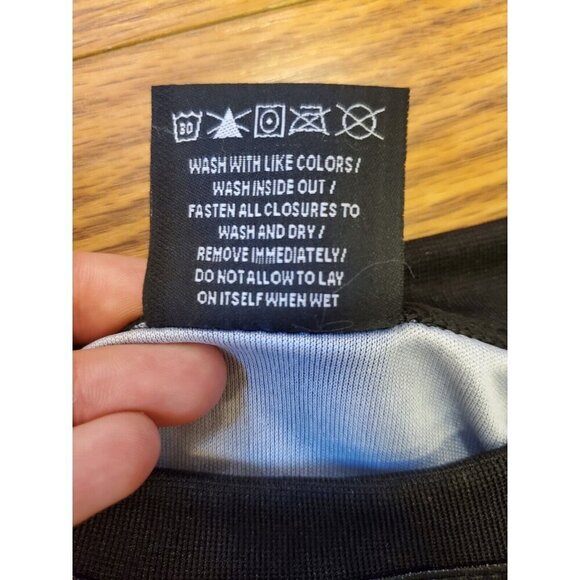 30
WASH WITH LIKE COLORS/
WASH INSIDE OUT/
FASTEN ALL CLOSURES TO
WASH AND DRY/
REMOVE IMMEDIATELY/
DO NOT ALLOW TO LAY
ON ITSELF WHEN WET